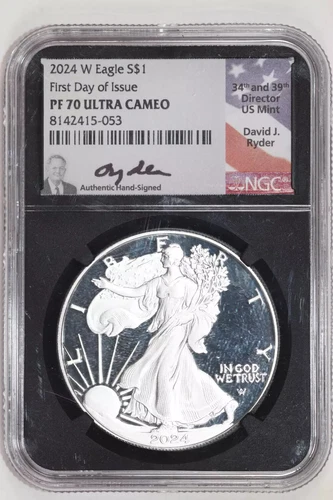 2024 W Eagle S$1
First Day of Issue
PF 70 ULTRA CAMEO
8142415-053
34th and 39th
Director
US Mint
David J.
Ryder
Ryder
Authentic Hand-Signed
NGC
LIBERTY
IN GOD
WE TRUST
W
2024